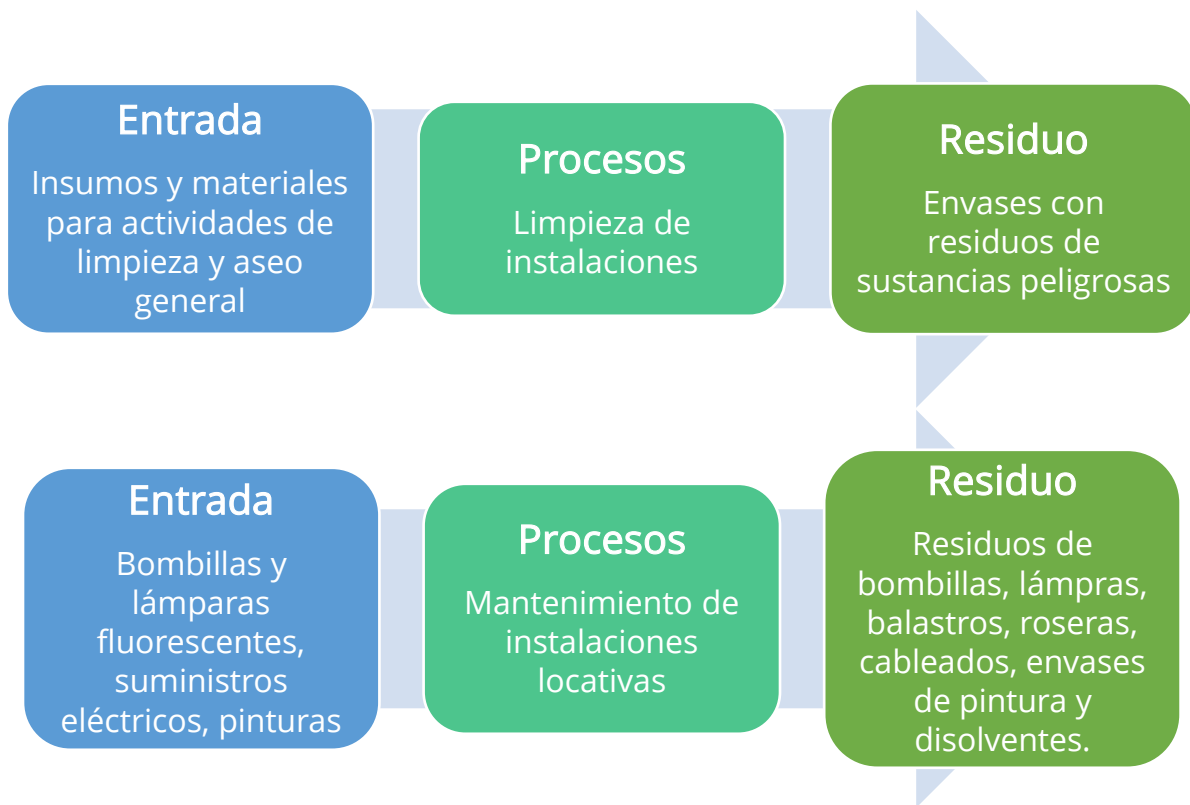 Entrada
Insumos y materiales
para actividades de
limpieza y aseo
general
Procesos
Limpieza de
instalaciones
Residuo
Envases con
residuos de
sustancias peligrosas
Entrada
Bombillas y
lámparas
fluorescentes,
suministros
eléctricos, pinturas
Procesos
Mantenimiento de
instalaciones
locativas
Residuo
Residuos de
bombillas, lámpras,
balastros, roseras,
cableados, envases
de pintura y
disolventes.